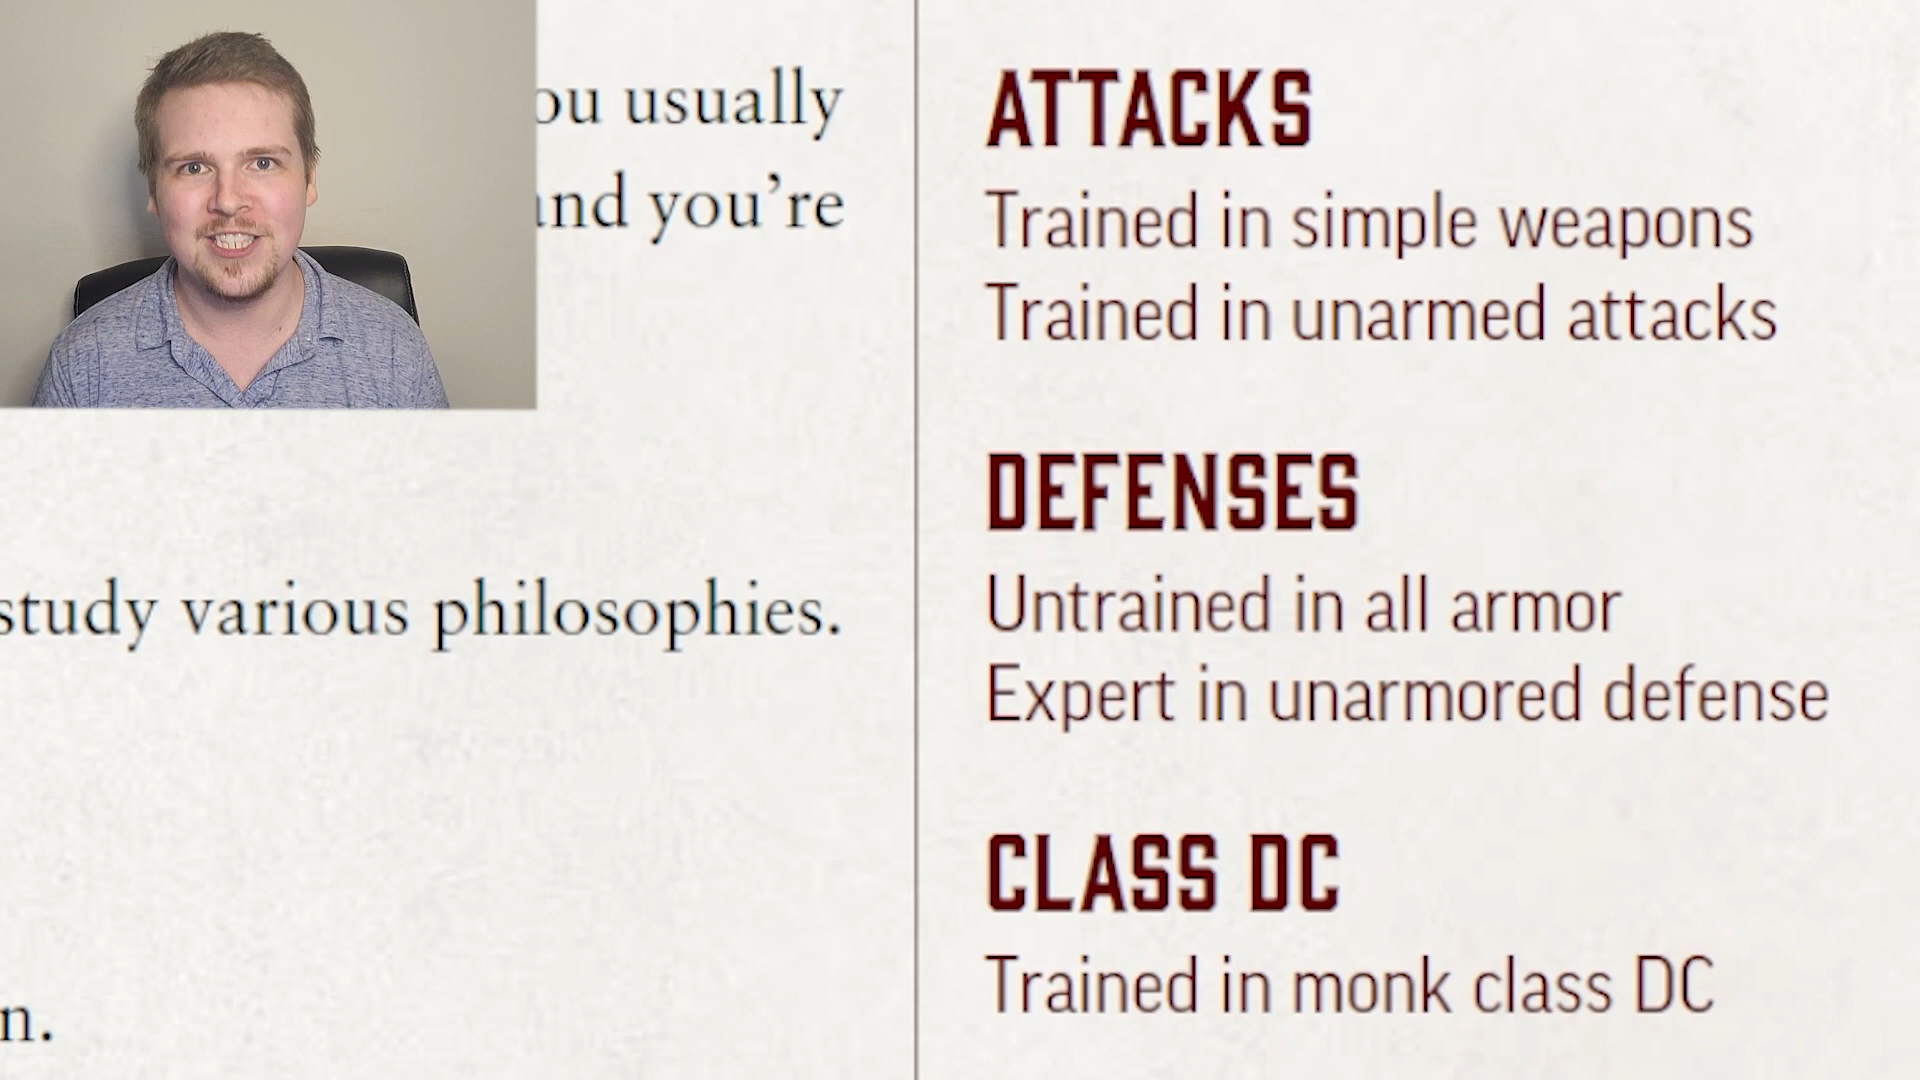 ou usually
and you're
study various philosophies.
n.
ATTACKS
Trained in simple weapons
Trained in unarmed attacks
DEFENSES
Untrained in all armor
Expert in unarmored defense
CLASS DC
Trained in monk class DC